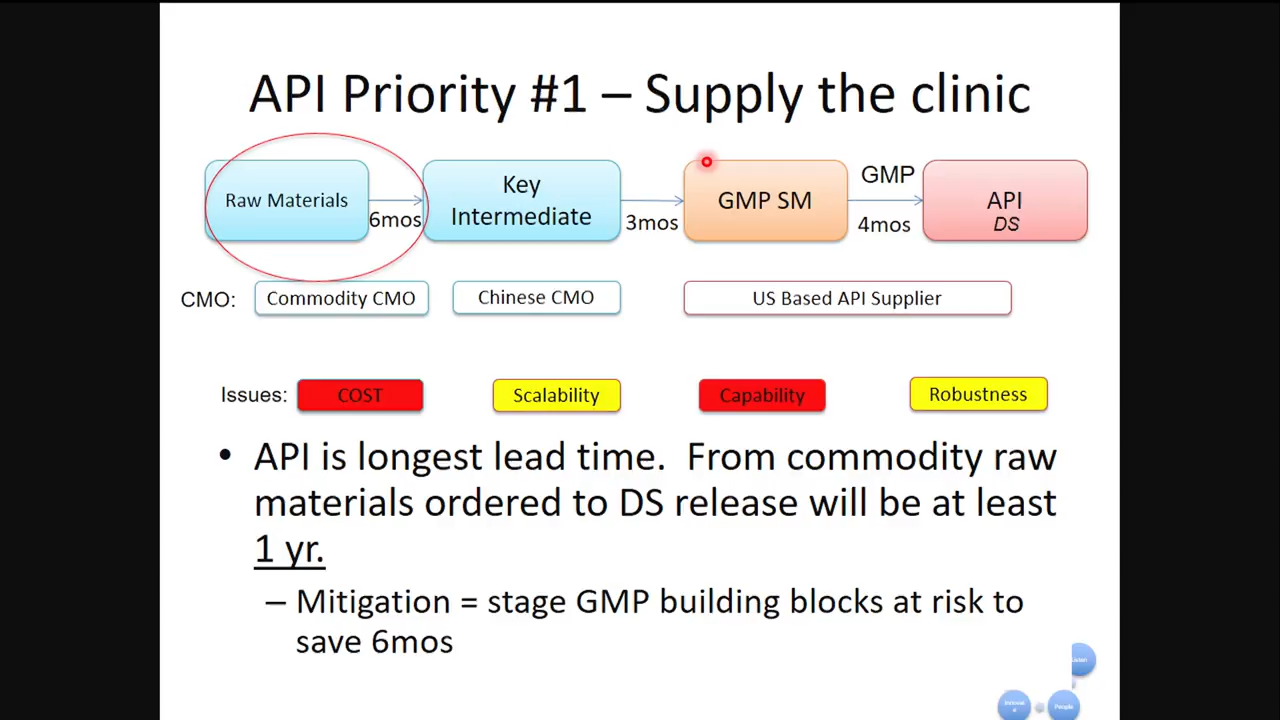 API Priority #1 – Supply the clinic
Raw Materials
6mos
Key
Intermediate
3mos
GMP SM
GMP
4mos
API
DS
CMO:
Commodity CMO
Chinese CMO
US Based API Supplier
Issues:
COST
Scalability
Capability
Robustness
• API is longest lead time. From commodity raw
materials ordered to DS release will be at least
1 yr.
– Mitigation = stage GMP building blocks at risk to
save 6mos
People